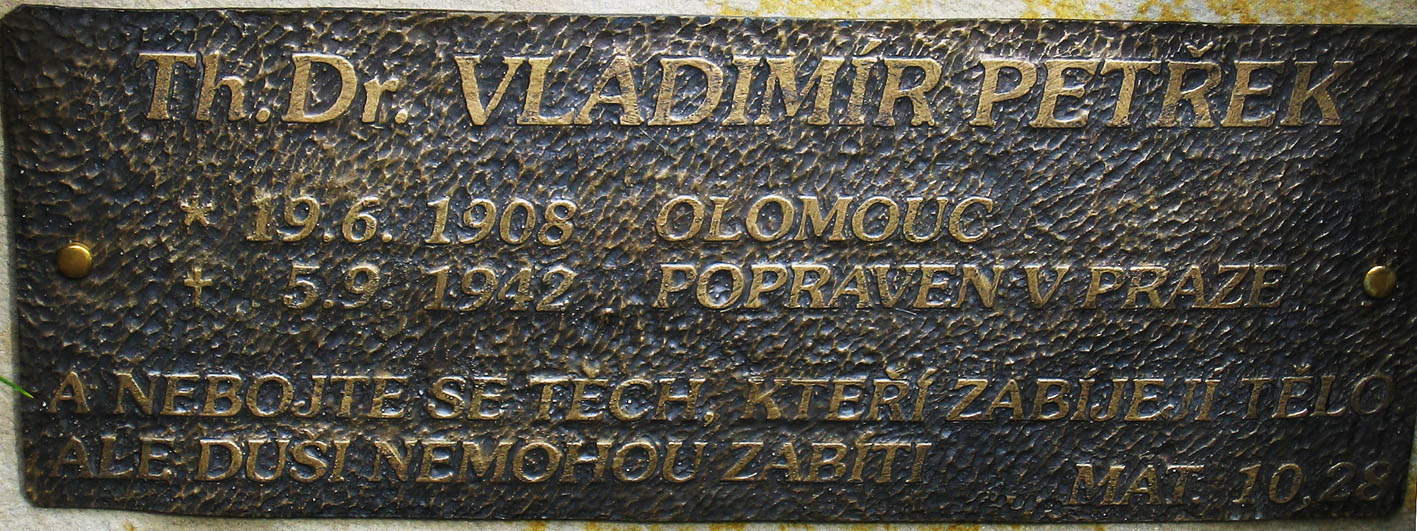 Th. Dr. VLADIMÍR PETŘEK
* 19.6. 1908 OLOMOUC
† 5.9. 1942 POPRAVEN V PRAZE
A NEBOJTE SE TĚCH, KTEŘÍ ZABÍJEJI TĚLO
ALE DUŠI NEMOHOU ZABÍTI
MAT. 10,28